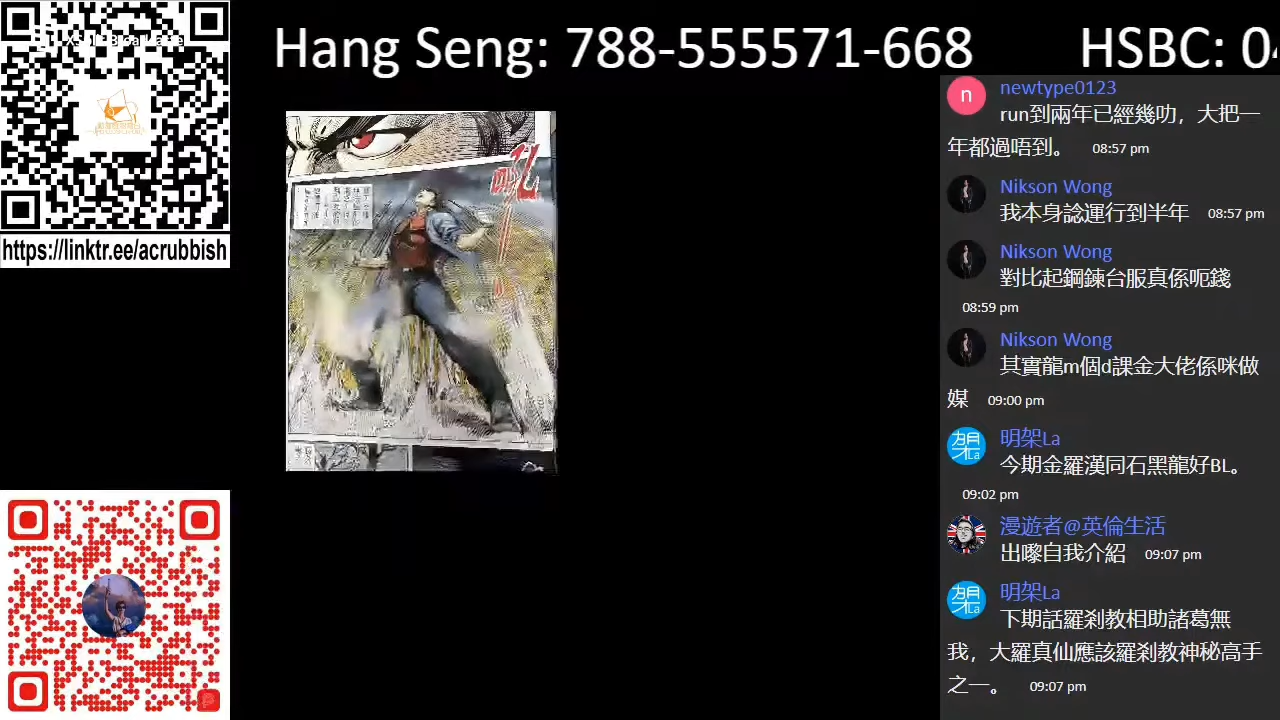 Hang Seng: 788-555571-668
HSBC: 0
https://linktr.ee/acrubbish
n
newtype0123
run到兩年已經幾叻，大把一
年都過唔到。 08:57 pm
Nikson Wong
我本身諗運行到半年 08:57 pm
Nikson Wong
對比起鋼鍊台服真係呃錢
08:59 pm
Nikson Wong
其實龍m個d課金大佬係咪做
媒 09:00 pm
明架La
今期金羅漢同石黑龍好BL。
09:02 pm
漫遊者@英倫生活
出嚟自我介紹 09:07 pm
明架La
下期話羅剎教相助諸葛無
我，大羅真仙應該羅剎教神秘高手
之一。 09:07 pm